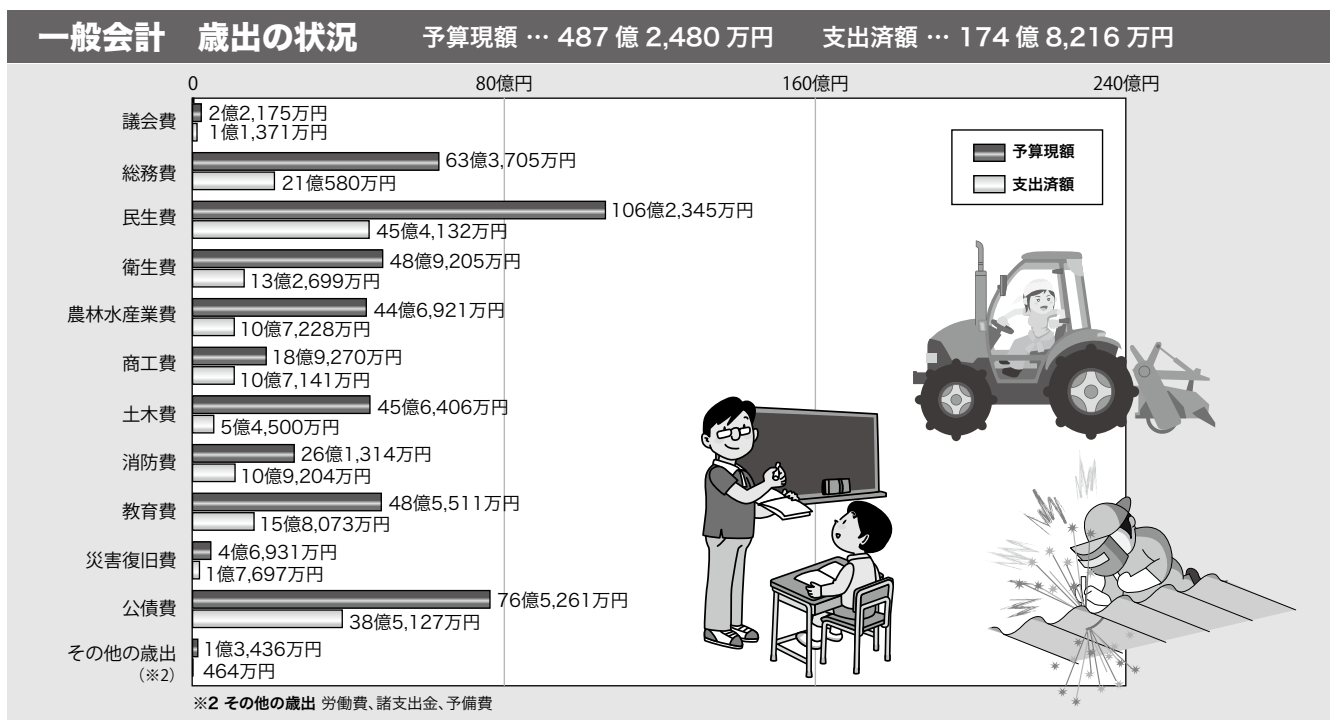 一般会計　歳出の状況　予算現額 … 487 億 2,480 万円　支出済額 … 174 億 8,216 万円
0　80億円　160億円　240億円
議会費　2億2,175万円
1億1,371万円
総務費　63億3,705万円
21億580万円
民生費　106億2,345万円
45億4,132万円
衛生費　48億9,205万円
13億2,699万円
農林水産業費　44億6,921万円
10億7,228万円
商工費　18億9,270万円
10億7,141万円
土木費　45億6,406万円
5億4,500万円
消防費　26億1,314万円
10億9,204万円
教育費　48億5,511万円
15億8,073万円
災害復旧費　4億6,931万円
1億7,697万円
公債費　76億5,261万円
38億5,127万円
その他の歳出　1億3,436万円
(※2)　464万円
予算現額
支出済額
※2 その他の歳出 労働費、諸支出金、予備費